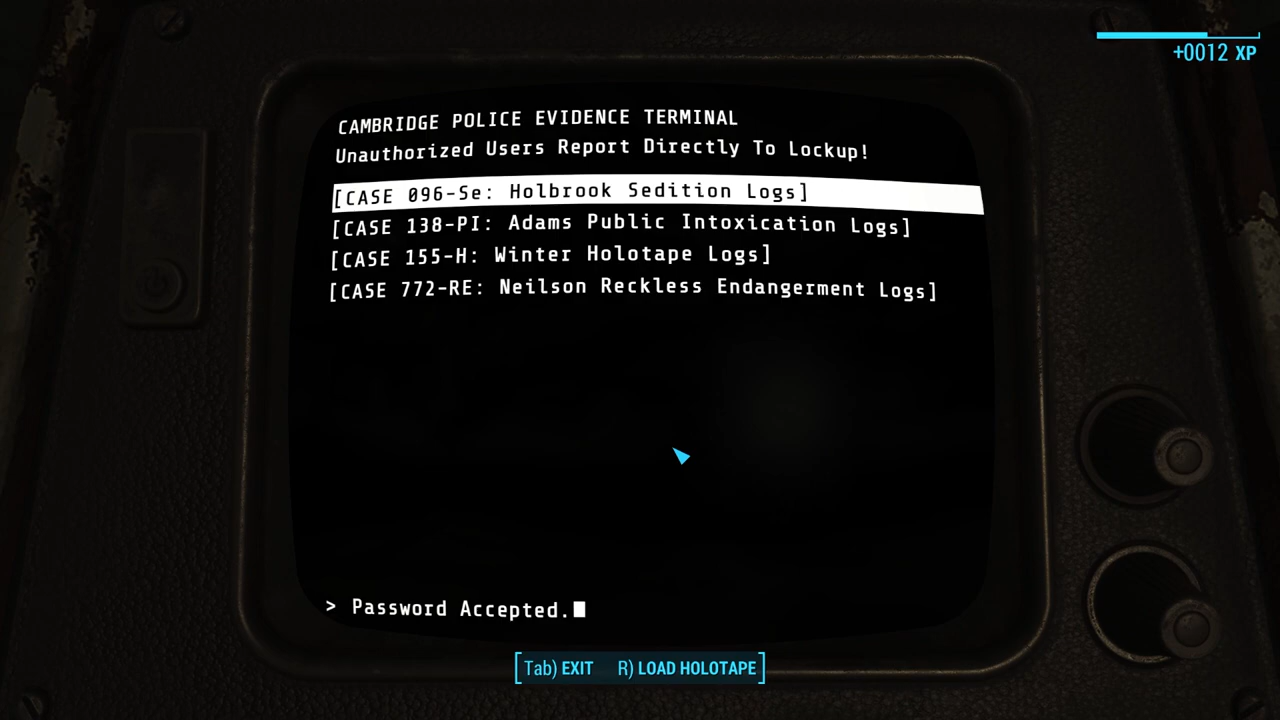 +0012 XP
CAMBRIDGE POLICE EVIDENCE TERMINAL
Unauthorized Users Report Directly To Lockup!
[CASE 096-Se: Holbrook Sedition Logs]
[CASE 138-PI: Adams Public Intoxication Logs]
[CASE 155-H: Winter Holotape Logs]
[CASE 772-RE: Neilson Reckless Endangerment Logs]
> Password Accepted.
Tab) EXIT R) LOAD HOLOTAPE